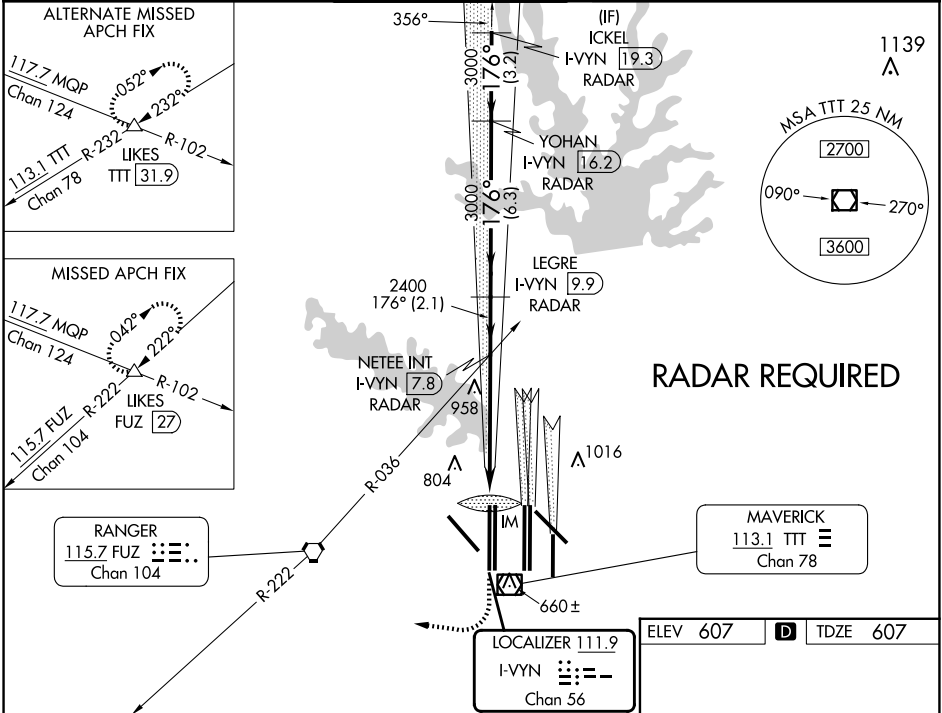 ALTERNATE MISSED
APCH FIX
117.7 MQP
Chan 124
052°
232°
R-102
R-232
113.1 TTT
Chan 78
LIKES
TTT 31.9
MISSED APCH FIX
117.7 MQP
Chan 124
042°
222°
R-102
R-222
115.7 FUZ
Chan 104
LIKES
FUZ 27
356°
(IF)
ICKEL
I-VYN 19.3
RADAR
3000
176°
(3.2)
YOHAN
I-VYN 16.2
RADAR
3000
176°
(6.3)
LEGRE
I-VYN 9.9
RADAR
2400
176° (2.1)
NETEE INT
I-VYN 7.8
RADAR
958
804
1016
1139
MSA TTT 25 NM
2700
090°
270°
3600
RADAR REQUIRED
R-036
R-222
IM
RANGER
115.7 FUZ
Chan 104
MAVERICK
113.1 TTT
Chan 78
660±
LOCALIZER 111.9
I-VYN
Chan 56
ELEV 607 D TDZE 607